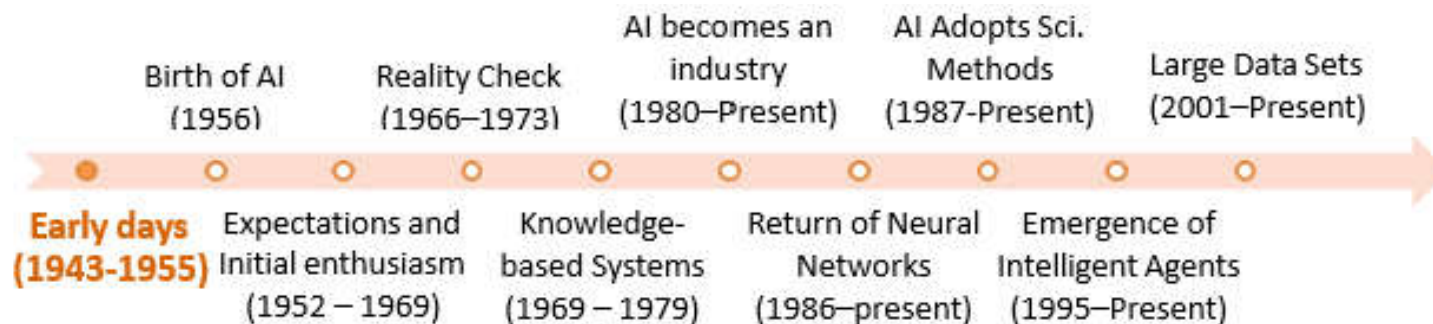 AI becomes an
industry
(1980–Present)
AI Adopts Sci.
Methods
(1987-Present)
Birth of AI
(1956)
Reality Check
(1966–1973)
Large Data Sets
(2001–Present)
Early days
(1943-1955)
Expectations and
Initial enthusiasm
(1952 – 1969)
Knowledge-
based Systems
(1969 – 1979)
Return of Neural
Networks
(1986–present)
Emergence of
Intelligent Agents
(1995–Present)